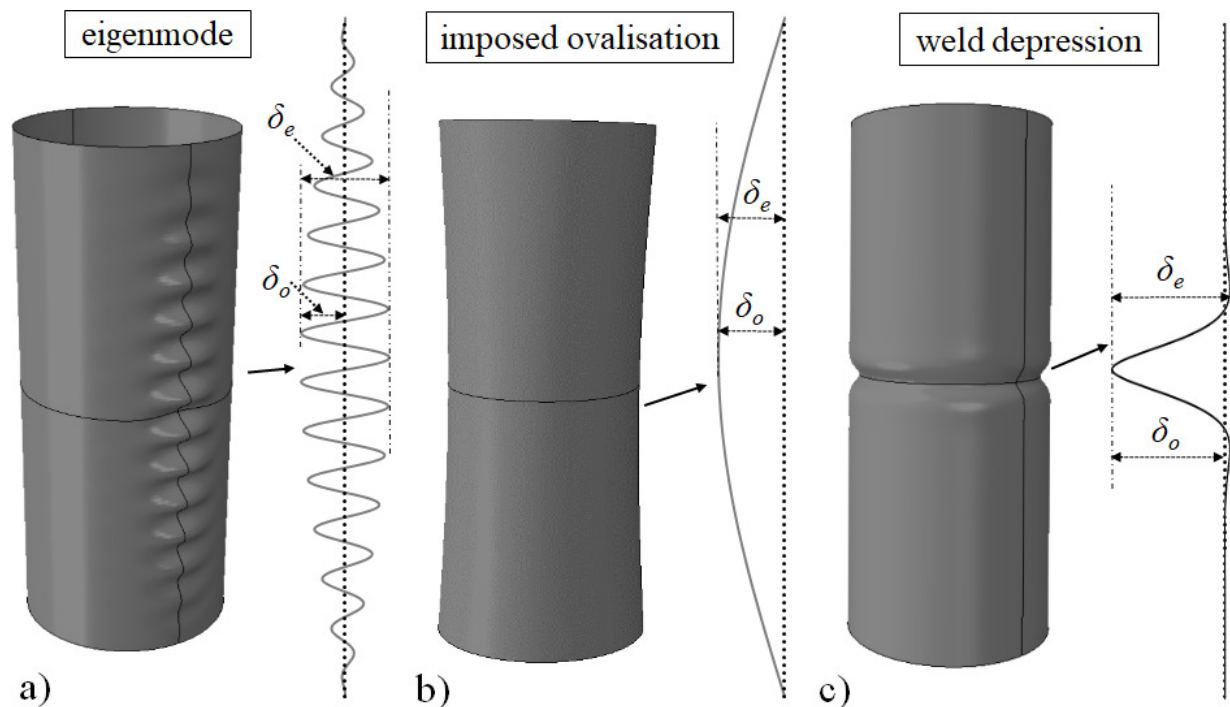 eigenmode
imposed ovalisation
weld depression
δe
δo
δe
δo
δe
δo
a)
b)
c)